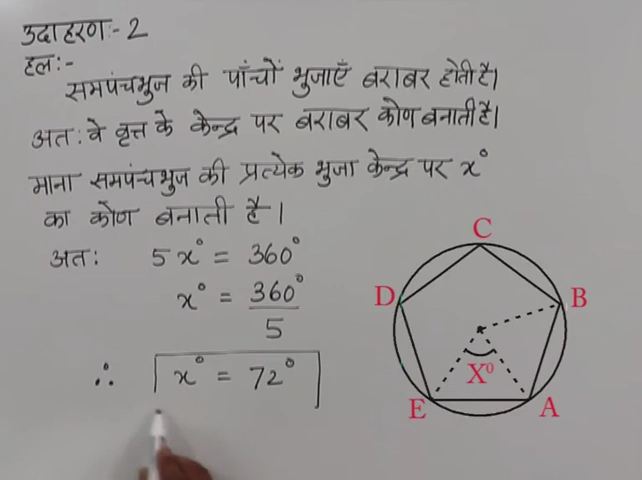 उदाहरण:- 2
हल:-
समपंचभुज की पाँचों भुजाएँ बराबर होती है।
अत: वे वृत्त के केन्द्र पर बराबर कोण बनाती है।
माना समपंचभुज की प्रत्येक भुजा केन्द्र पर x°
का कोण बनाती है।
अत: 5x° = 360°
x° = 360°/5
∴ x° = 72°
C
D
B
X⁰
E
A